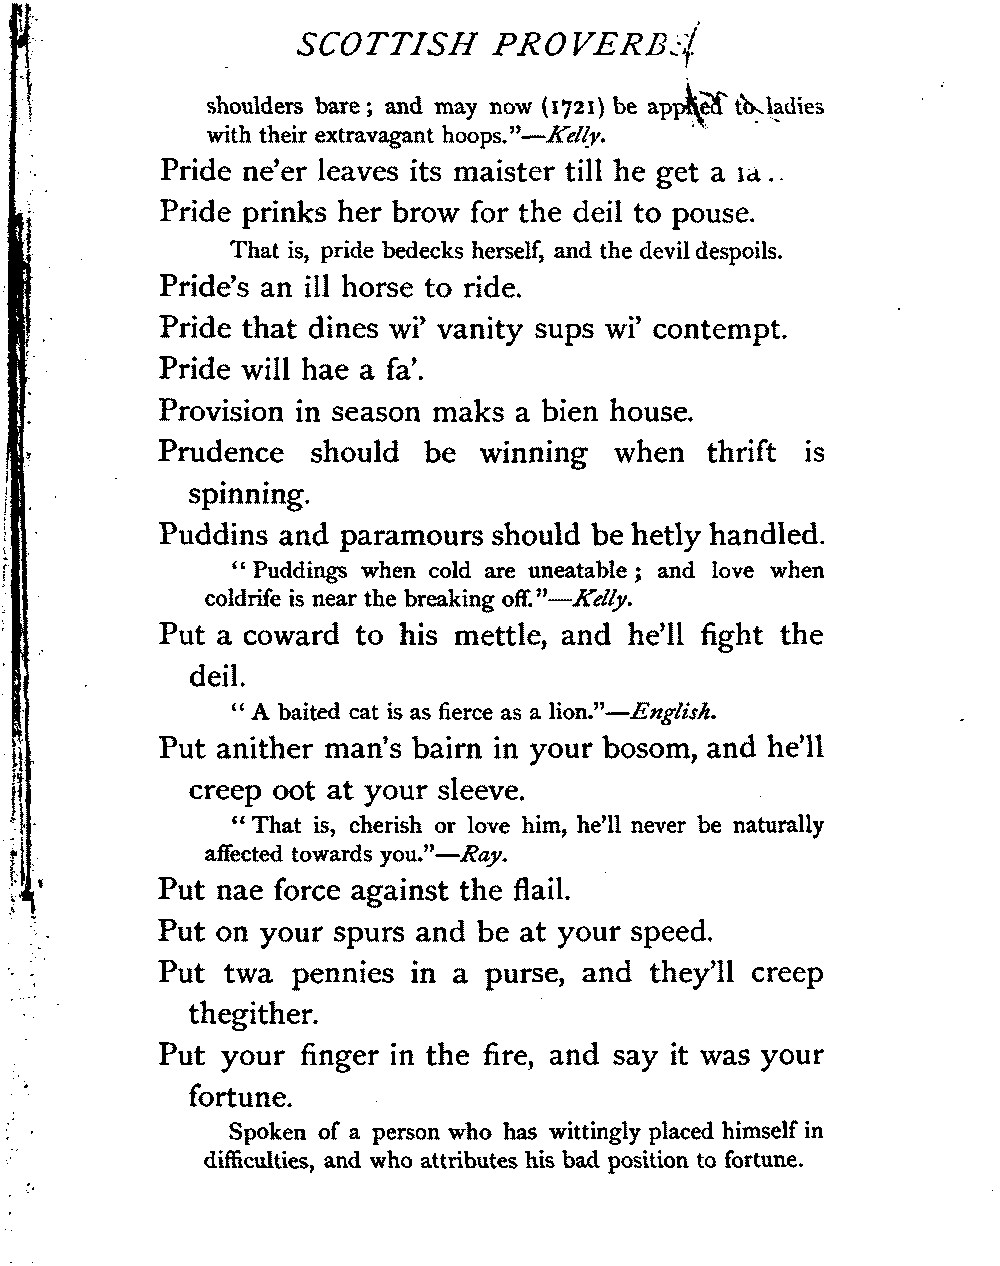 SCOTTISH PROVERBS
shoulders bare; and may now (1721) be applied to ladies
with their extravagant hoops."—Kelly.
Pride ne'er leaves its maister till he get a
Pride prinks her brow for the deil to pouse.
That is, pride bedecks herself, and the devil despoils.
Pride's an ill horse to ride.
Pride that dines wi' vanity sups wi' contempt.
Pride will hae a fa'.
Provision in season maks a bien house.
Prudence should be winning when thrift is
spinning.
Puddins and paramours should be hetly handled.
"Puddings when cold are uneatable; and love when
coldrife is near the breaking off."—Kelly.
Put a coward to his mettle, and he'll fight the
deil.
"A baited cat is as fierce as a lion."—English.
Put anither man's bairn in your bosom, and he'll
creep oot at your sleeve.
"That is, cherish or love him, he'll never be naturally
affected towards you."—Ray.
Put nae force against the flail.
Put on your spurs and be at your speed.
Put twa pennies in a purse, and they'll creep
thegither.
Put your finger in the fire, and say it was your
fortune.
Spoken of a person who has wittingly placed himself in
difficulties, and who attributes his bad position to fortune.